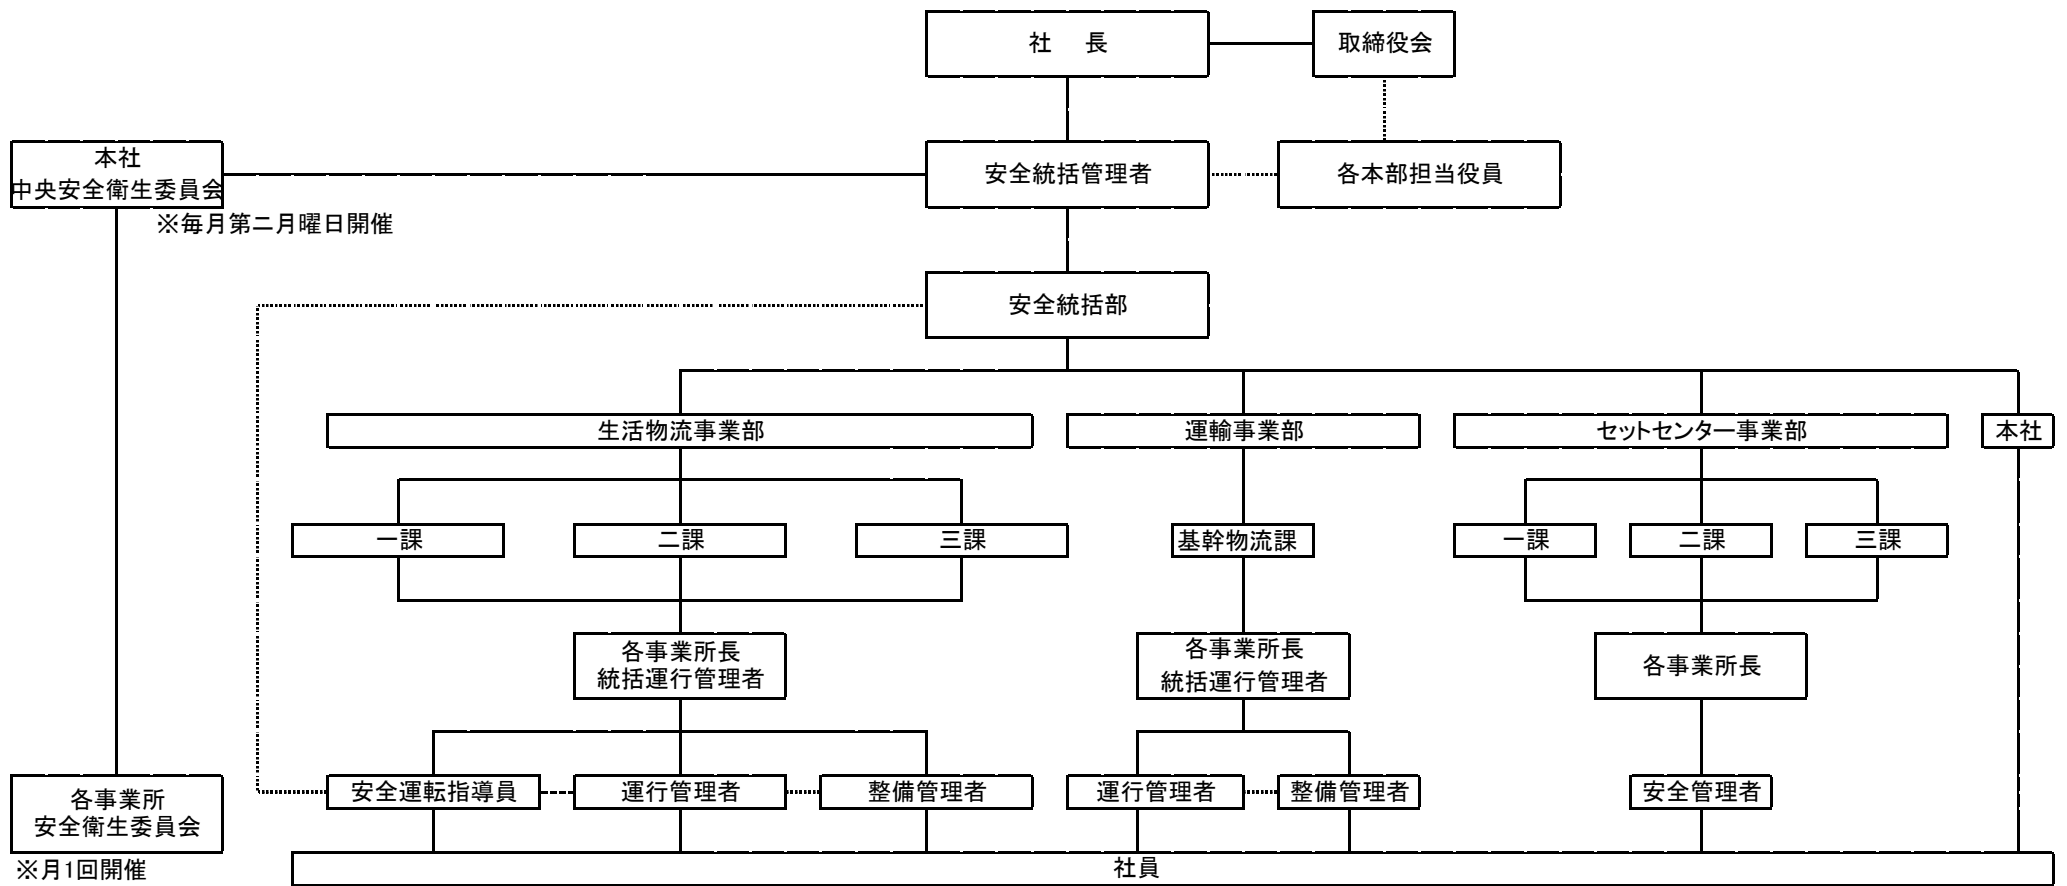 社 長
取締役会
本社
中央安全衛生委員会
安全統括管理者
各本部担当役員
※毎月第二月曜日開催
安全統括部
生活物流事業部
運輸事業部
セットセンター事業部
本社
一課
二課
三課
基幹物流課
一課
二課
三課
各事業所長
統括運行管理者
各事業所長
統括運行管理者
各事業所長
各事業所
安全衛生委員会
安全運転指導員
運行管理者
整備管理者
運行管理者
整備管理者
安全管理者
※月1回開催
社員